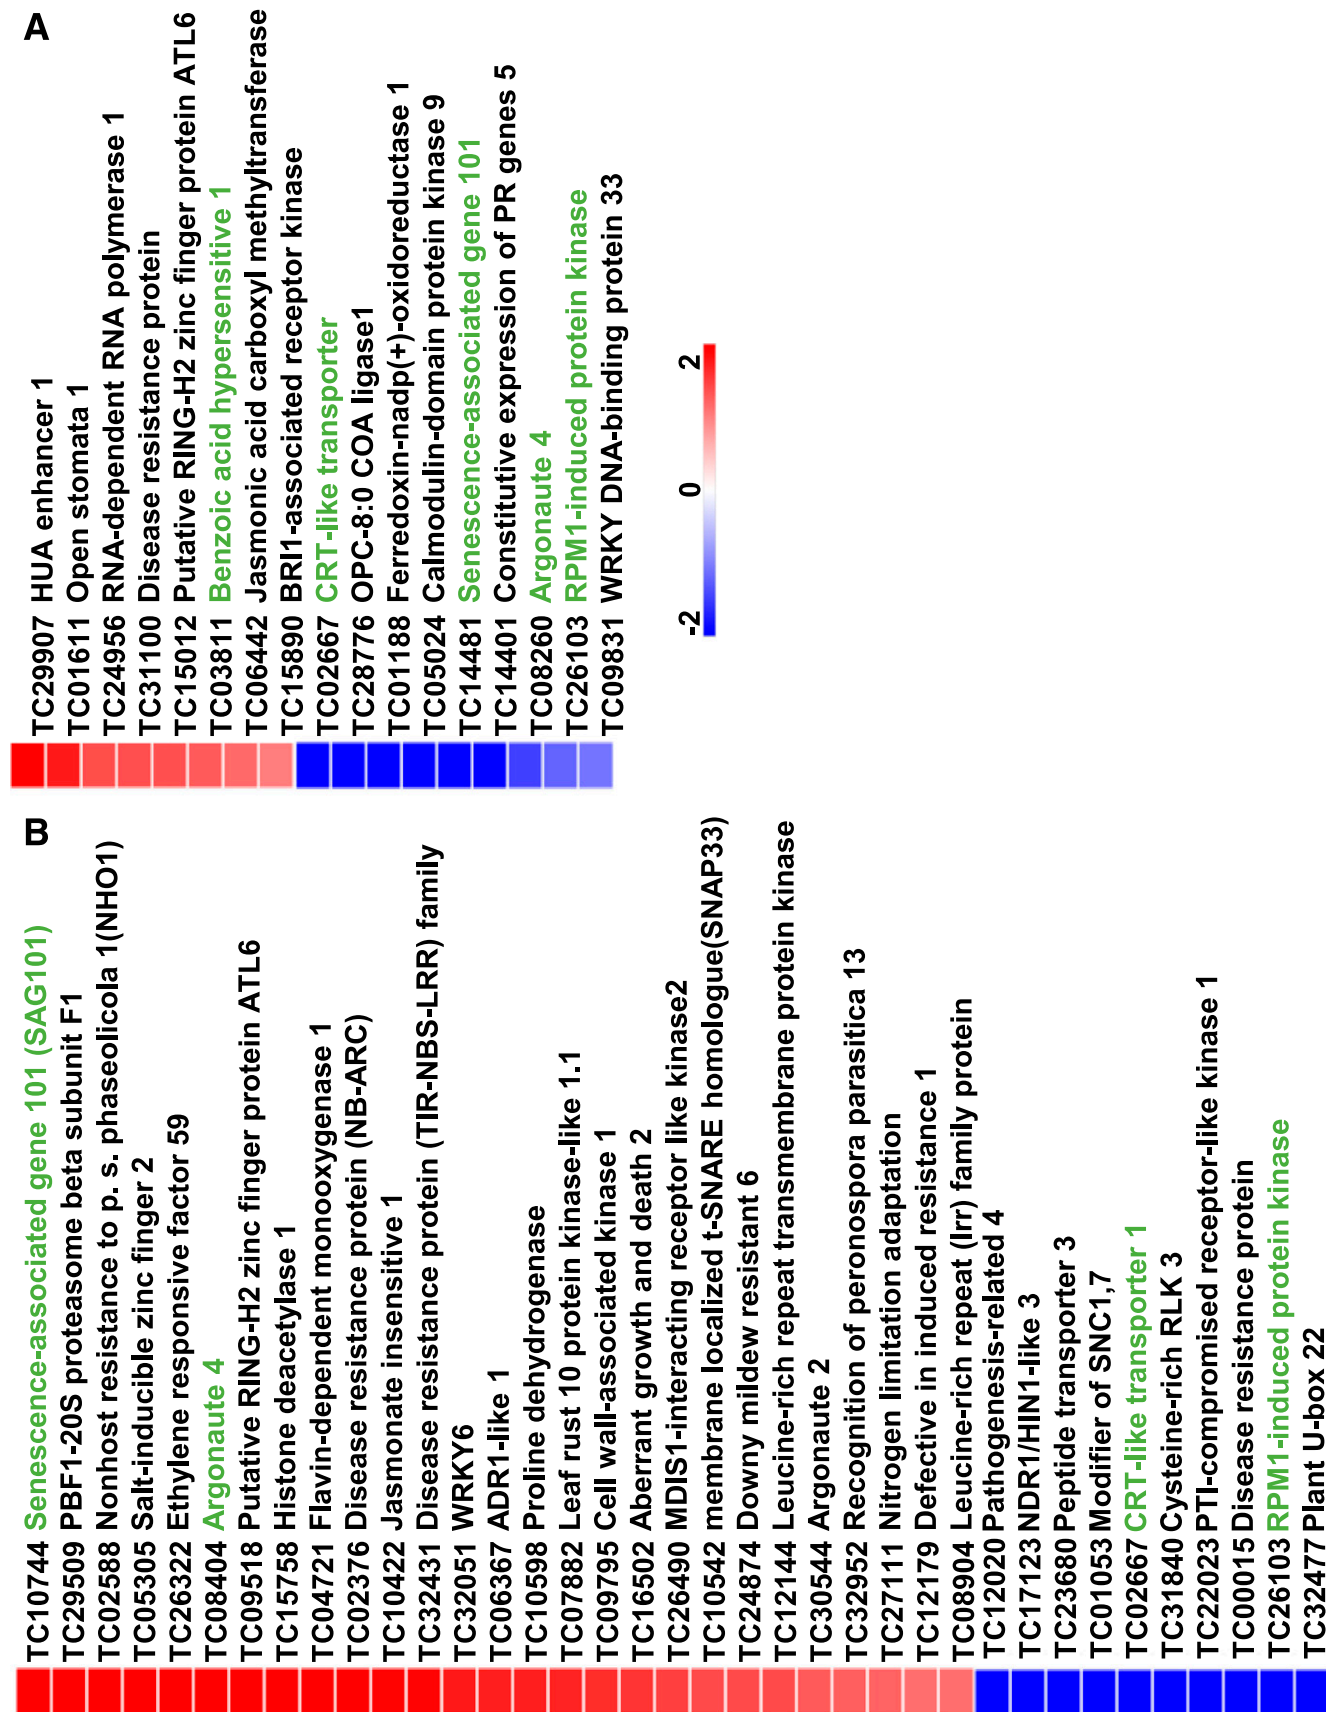 A
TC29907 HUA enhancer 1
TC01611 Open stomata 1
TC24956 RNA-dependent RNA polymerase 1
TC31100 Disease resistance protein
TC15012 Putative RING-H2 zinc finger protein ATL6
TC03811 Benzoic acid hypersensitive 1
TC06442 Jasmonic acid carboxyl methyltransferase
TC15890 BRI1-associated receptor kinase
TC02667 CRT-like transporter
TC28776 OPC-8:0 COA ligase1
TC01188 Ferredoxin-nadp(+)-oxidoreductase 1
TC05024 Calmodulin-domain protein kinase 9
TC14481 Senescence-associated gene 101
TC14401 Constitutive expression of PR genes 5
TC08260 Argonaute 4
TC26103 RPM1-induced protein kinase
TC09831 WRKY DNA-binding protein 33
2
0
-2
B
TC10744 Senescence-associated gene 101 (SAG101)
TC29509 PBF1-20S proteasome beta subunit F1
TC02588 Nonhost resistance to p. s. phaseolicola 1(NHO1)
TC05305 Salt-inducible zinc finger 2
TC26322 Ethylene responsive factor 59
TC08404 Argonaute 4
TC09518 Putative RING-H2 zinc finger protein ATL6
TC15758 Histone deacetylase 1
TC04721 Flavin-dependent monooxygenase 1
TC02376 Disease resistance protein (NB-ARC)
TC10422 Jasmonate insensitive 1
TC32431 Disease resistance protein (TIR-NBS-LRR) family
TC32051 WRKY6
TC06367 ADR1-like 1
TC10598 Proline dehydrogenase
TC07882 Leaf rust 10 protein kinase-like 1.1
TC09795 Cell wall-associated kinase 1
TC16502 Aberrant growth and death 2
TC26490 MDIS1-interacting receptor like kinase2
TC10542 membrane localized t-SNARE homologue(SNAP33)
TC24874 Downy mildew resistant 6
TC12144 Leucine-rich repeat transmembrane protein kinase
TC30544 Argonaute 2
TC32952 Recognition of peronospora parasitica 13
TC27111 Nitrogen limitation adaptation
TC12179 Defective in induced resistance 1
TC08904 Leucine-rich repeat (lrr) family protein
TC12020 Pathogenesis-related 4
TC17123 NDR1/HIN1-like 3
TC23680 Peptide transporter 3
TC01053 Modifier of SNC1,7
TC02667 CRT-like transporter 1
TC31840 Cysteine-rich RLK 3
TC22023 PTI-compromised receptor-like kinase 1
TC00015 Disease resistance protein
TC26103 RPM1-induced protein kinase
TC32477 Plant U-box 22